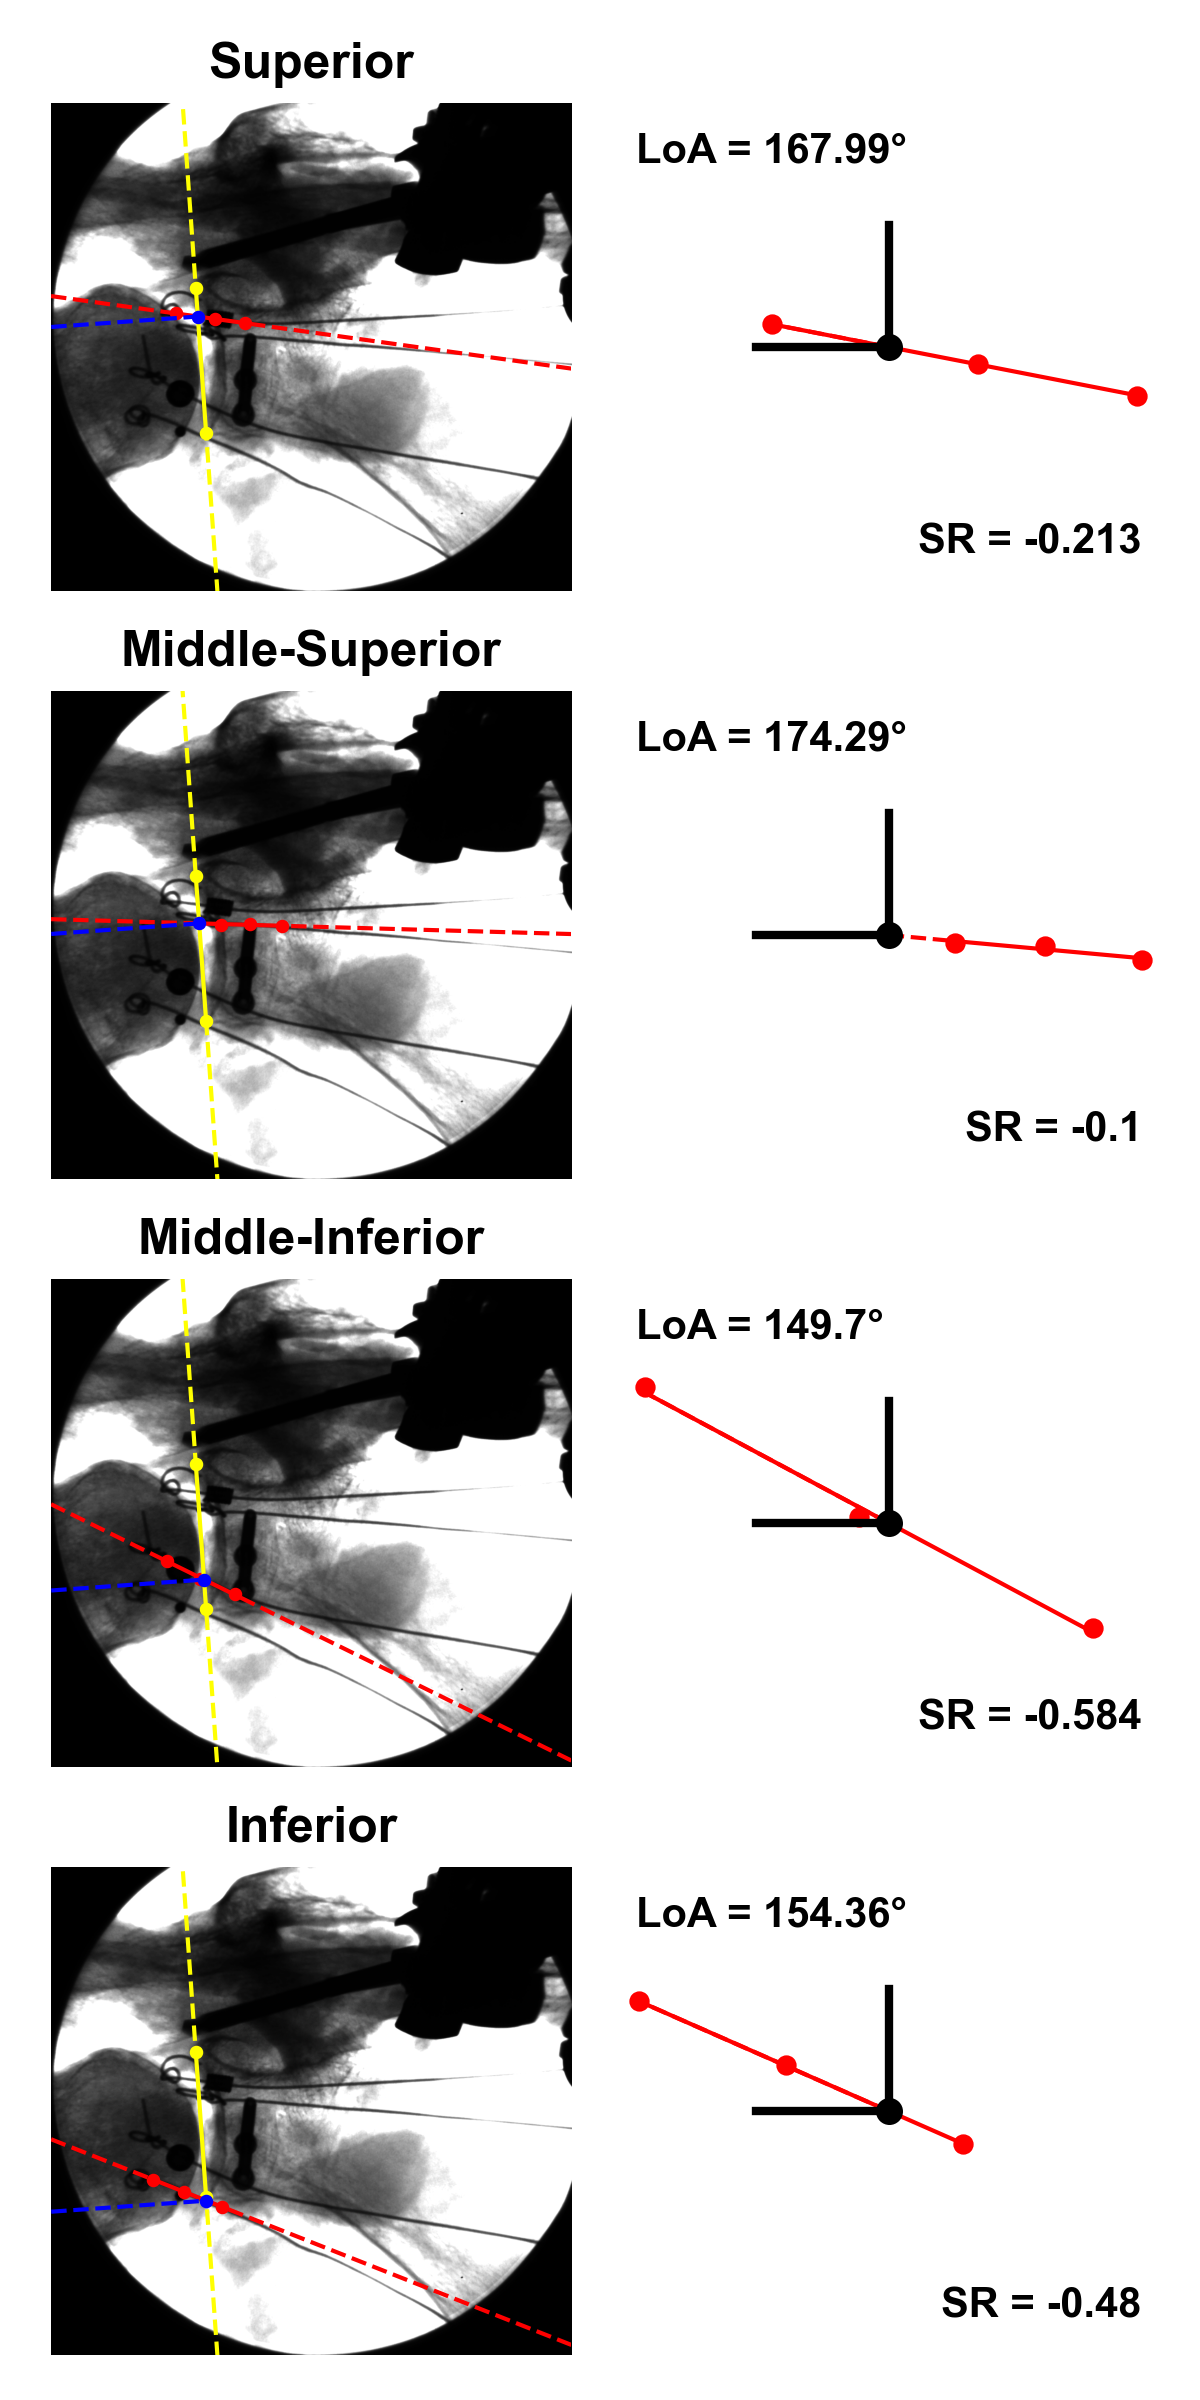 Superior
LoA = 167.99°
SR = -0.213
Middle-Superior
LoA = 174.29°
SR = -0.1
Middle-Inferior
LoA = 149.7°
SR = -0.584
Inferior
LoA = 154.36°
SR = -0.48